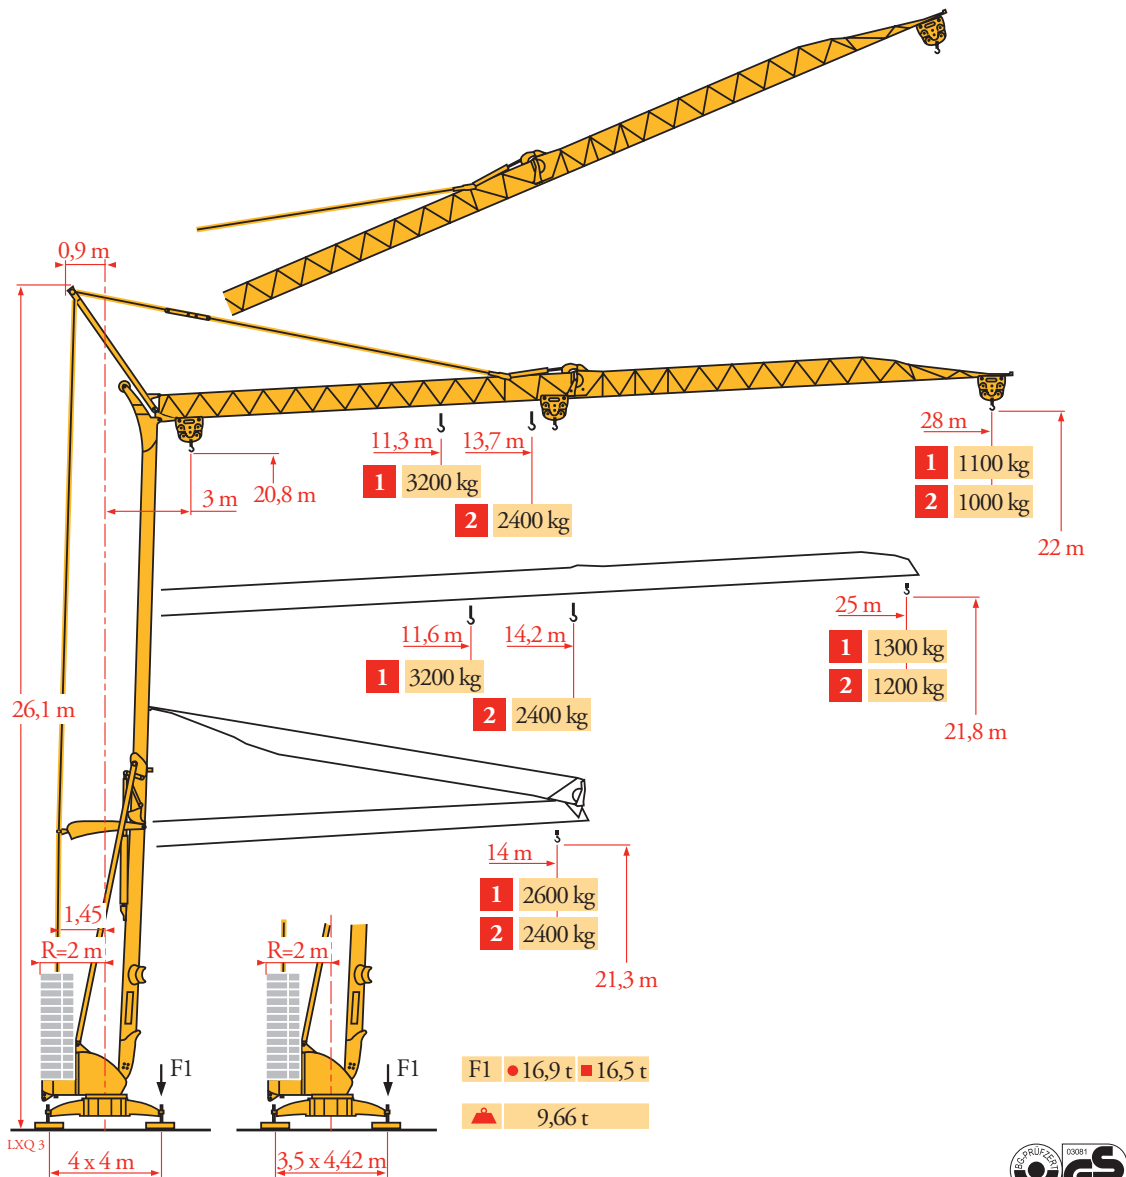 0,9 m
11,3 m
13,7 m
28 m
1 3200 kg
1 1100 kg
3 m
20,8 m
2 2400 kg
2 1000 kg
22 m
11,6 m
14,2 m
25 m
1 3200 kg
1 1300 kg
2 2400 kg
2 1200 kg
26,1 m
21,8 m
14 m
1 2600 kg
2 2400 kg
21,3 m
1,45
R=2 m
R=2 m
F1
F1
F1 16,9 t 16,5 t
9,66 t
LXQ 3
4 x 4 m
3,5 x 4,42 m
BG-PRÜFZERT
03081
GS